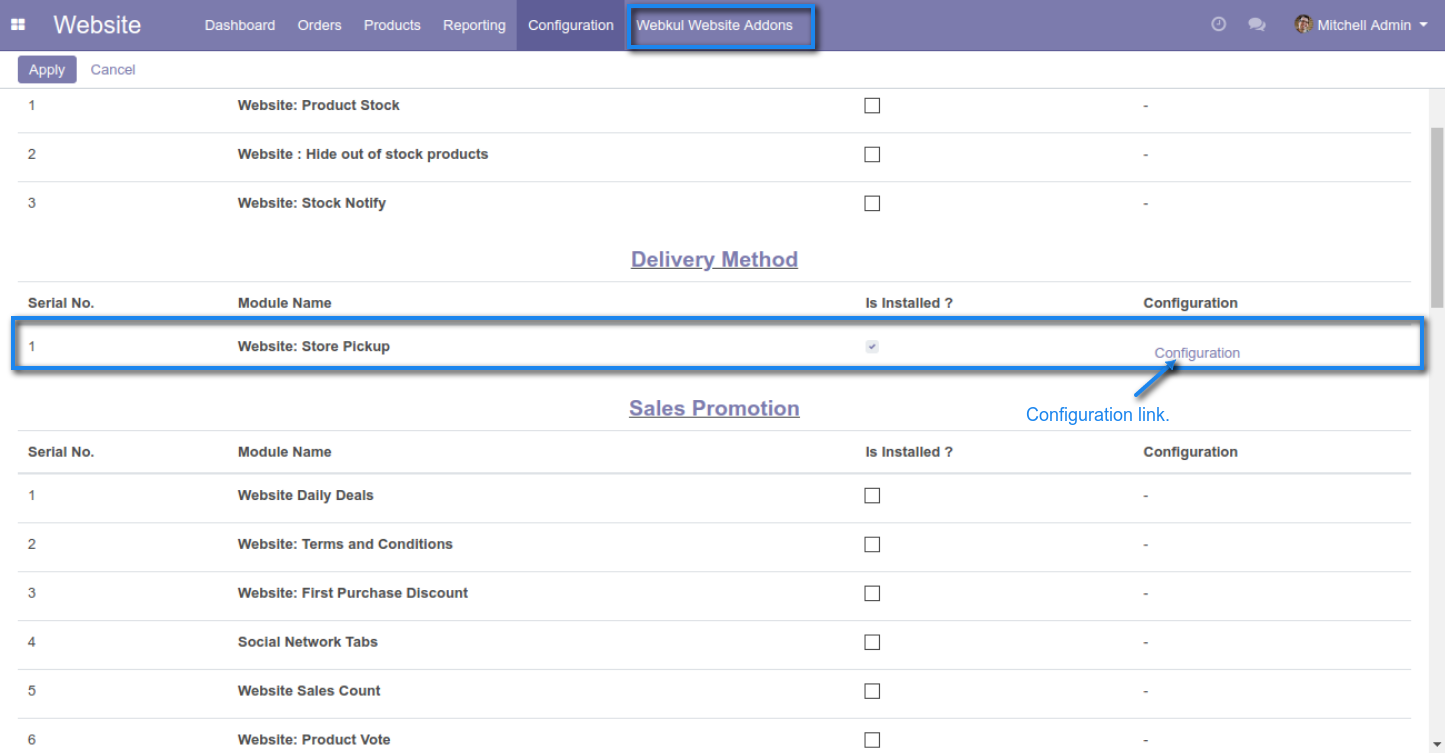 Website Dashboard Orders Products Reporting Configuration Webkul Website Addons Mitchell Admin
Apply Cancel
1 Website: Product Stock -
2 Website : Hide out of stock products -
3 Website: Stock Notify -
Delivery Method
Serial No. Module Name Is Installed ? Configuration
1 Website: Store Pickup Configuration
Configuration link.
Sales Promotion
Serial No. Module Name Is Installed ? Configuration
1 Website Daily Deals -
2 Website: Terms and Conditions -
3 Website: First Purchase Discount -
4 Social Network Tabs -
5 Website Sales Count -
6 Website: Product Vote -